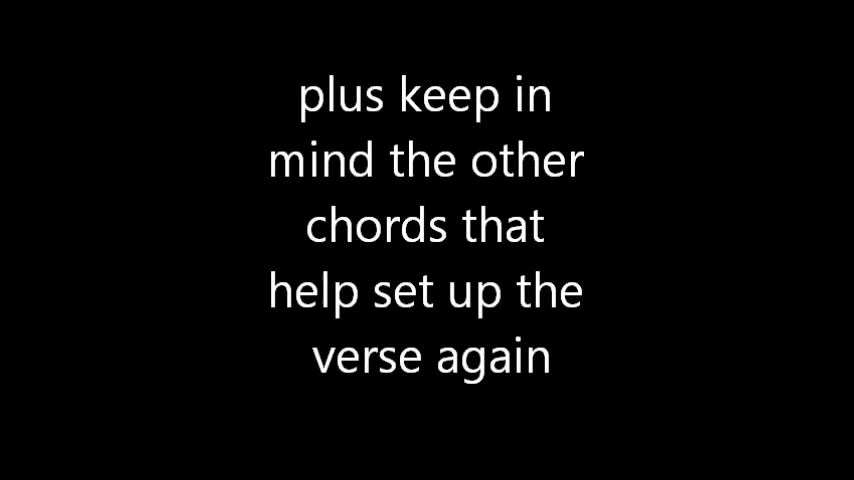 plus keep in
mind the other
chords that
help set up the
verse again